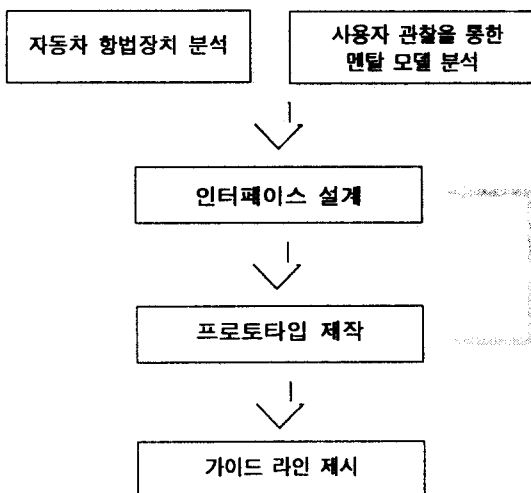 자동차 항법장치 분석
사용자 관찰을 통한
멘탈 모델 분석
인터페이스 설계
프로토타입 제작
가이드 라인 제시